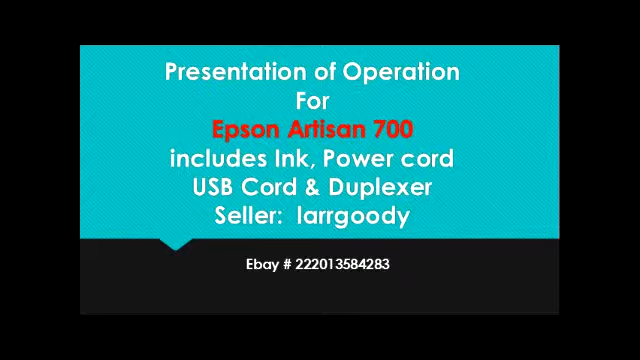 Presentation of Operation
For
Epson Artisan 700
includes Ink, Power cord
USB Cord & Duplexer
Seller: larrgoody
Ebay # 222013584283